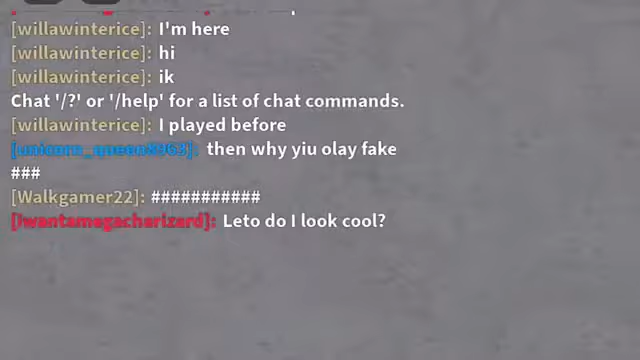 [willawinterice]: I'm here
[willawinterice]: hi
[willawinterice]: ik
Chat '/?' or '/help' for a list of chat commands.
[willawinterice]: I played before
[unicorn_queen8963]: then why yiu olay fake
###
[Walkgamer22]: ###########
[Iwantamegacharizard]: Leto do I look cool?